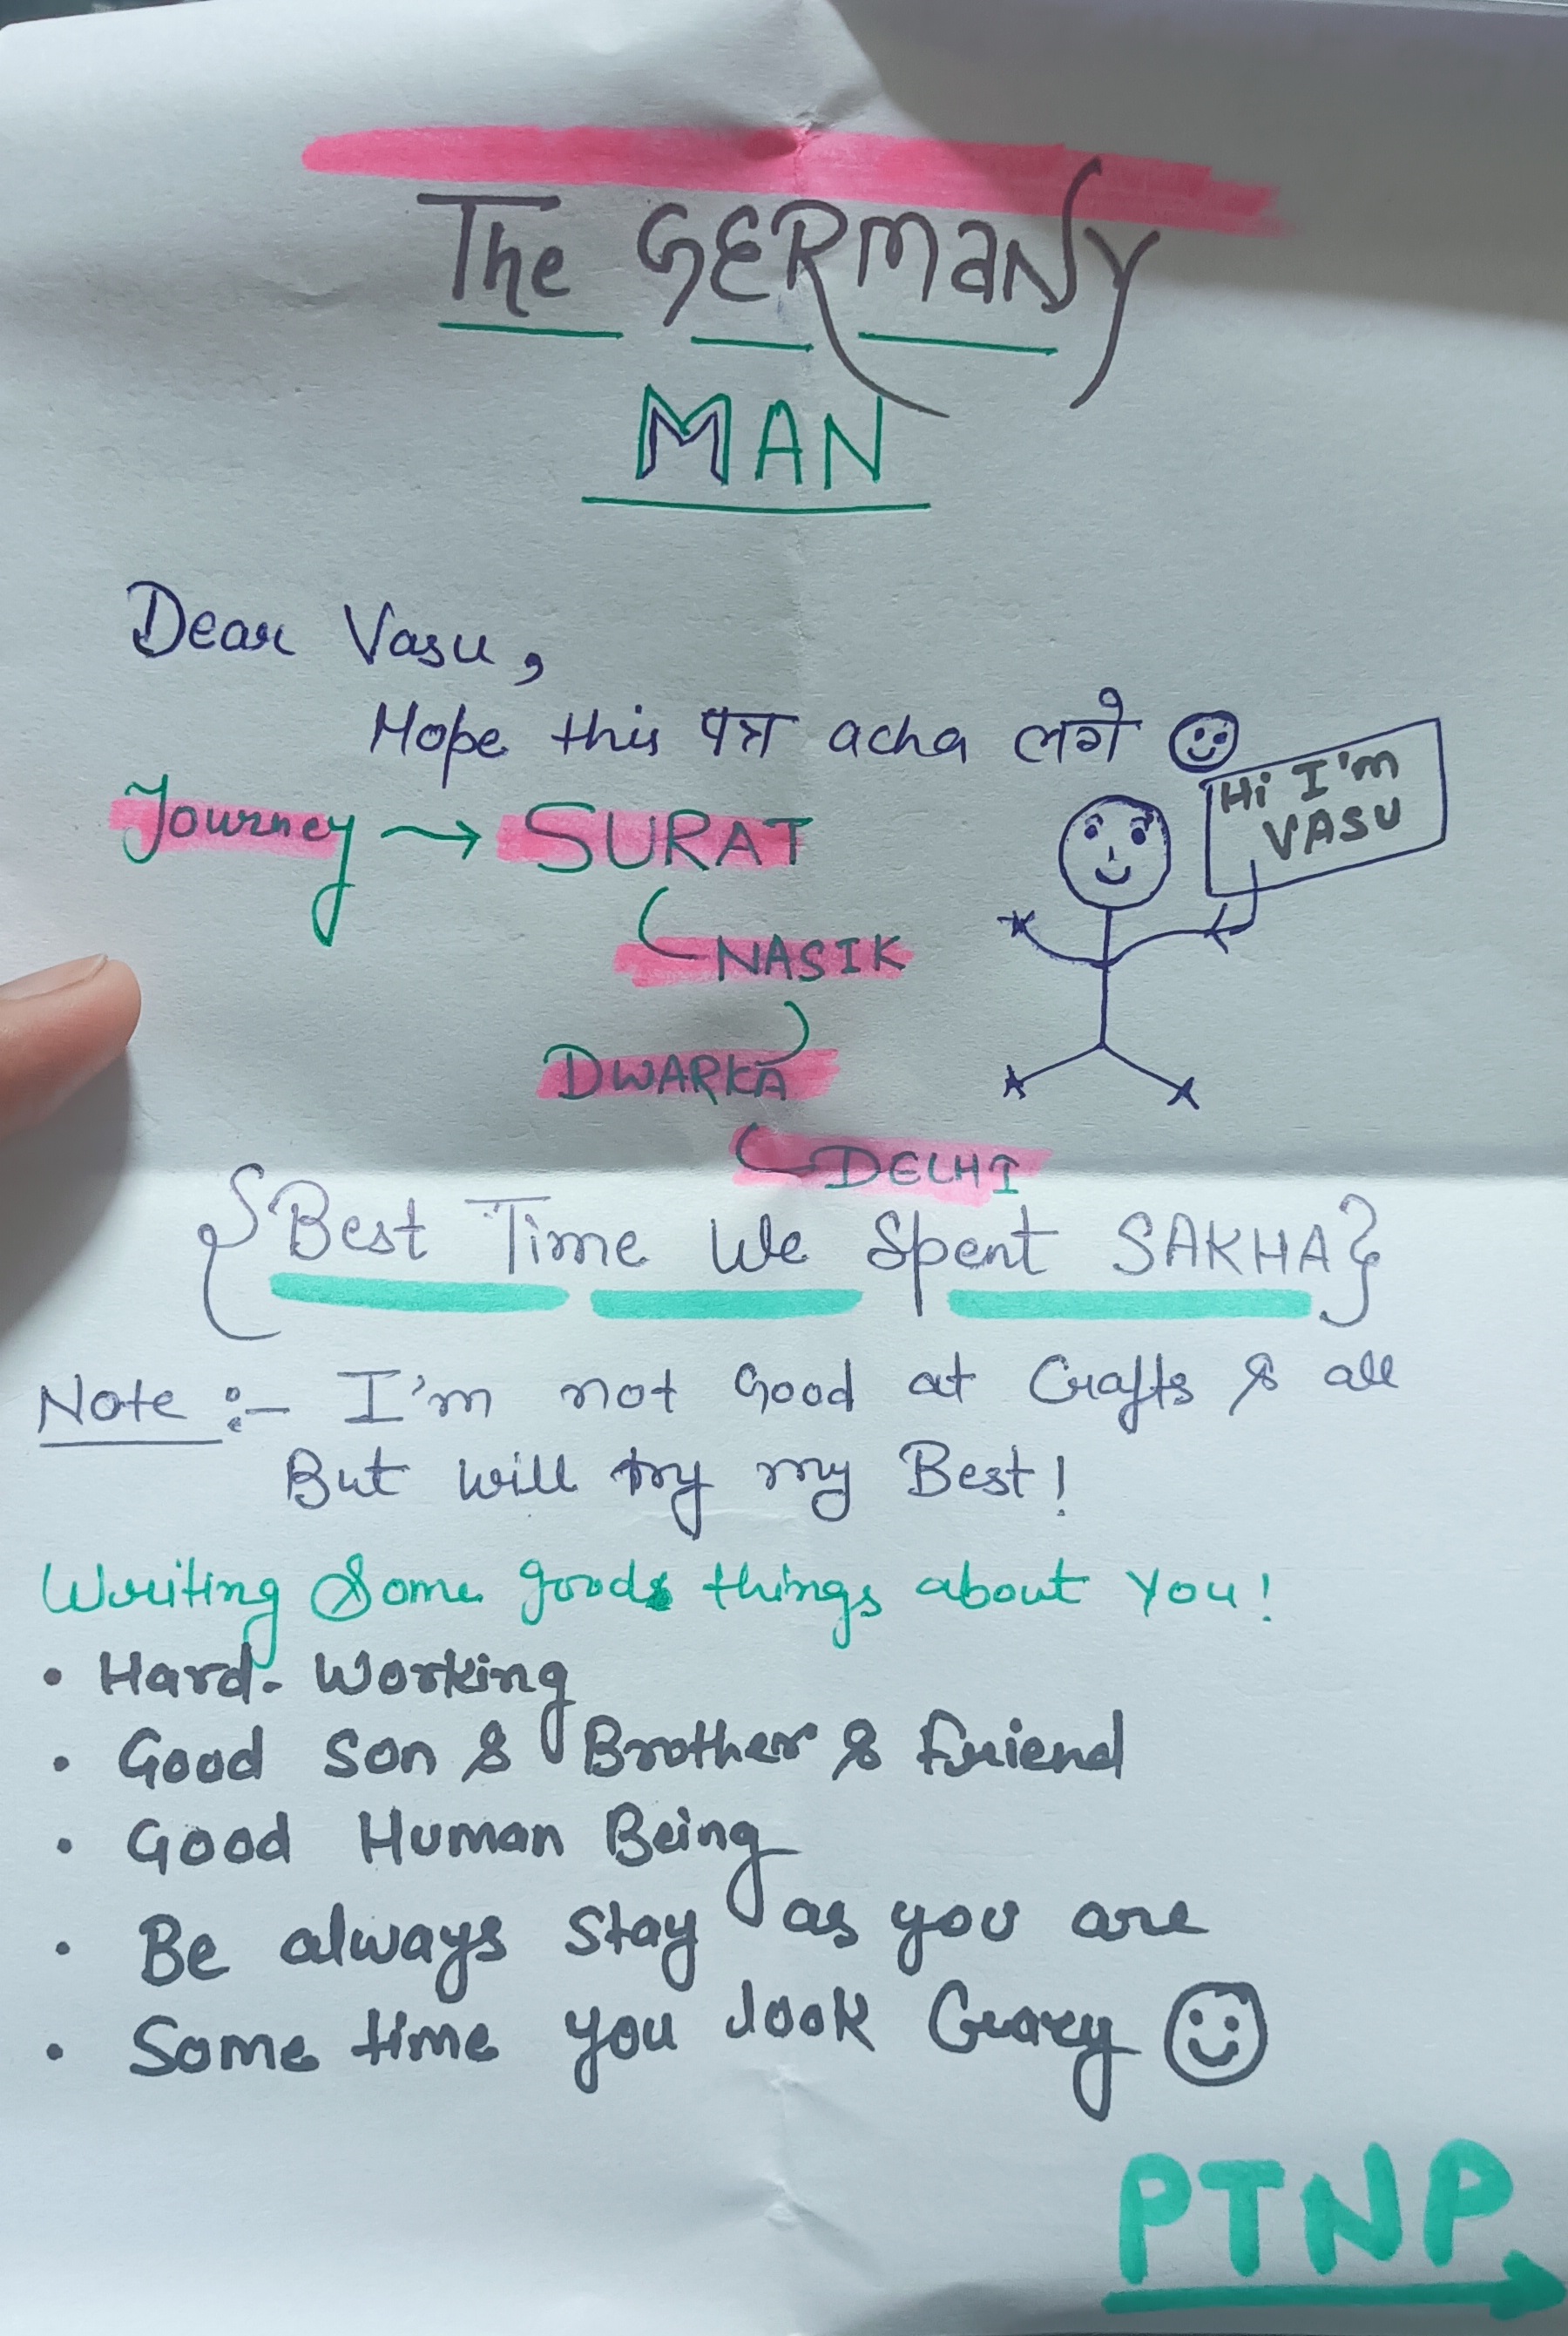 The GERMANY
MAN
Dear Vasu,
Hope this पत्र acha लगे
Hi I'm
VASU
Journey → SURAT
NASIK
DWARKA
DELHI
{Best Time We Spent SAKHA}
Note :- I'm not Good at Crafts & all
But will try my Best!
Writing Some goods things about You!
• Hard-Working
• Good Son & Brother & Friend
• Good Human Being
• Be always stay as you are
• Some time you look Crazy
PTNP